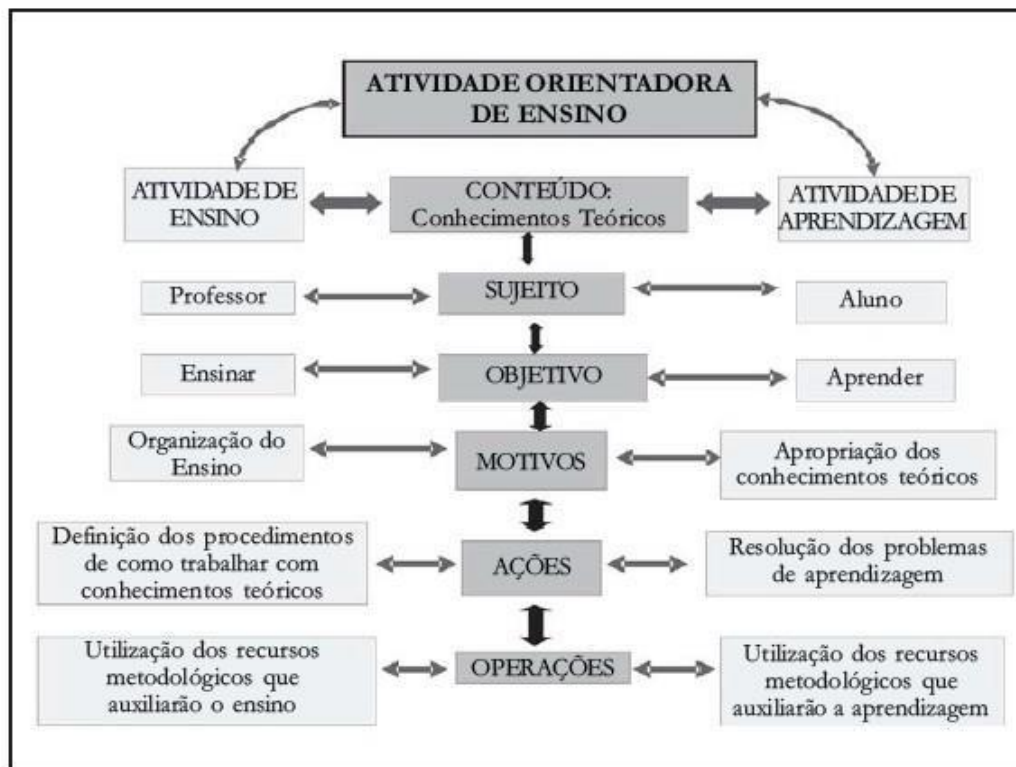 ATIVIDADE ORIENTADORA
DE ENSINO
ATIVIDADE DE
ENSINO
CONTEÚDO:
Conhecimentos Teóricos
ATIVIDADE DE
APRENDIZAGEM
Professor
SUJEITO
Aluno
Ensinar
OBJETIVO
Aprender
Organização do
Ensino
MOTIVOS
Apropriação dos
conhecimentos teóricos
Definição dos procedimentos
de como trabalhar com
conhecimentos teóricos
AÇÕES
Resolução dos problemas
de aprendizagem
Utilização dos recursos
metodológicos que
auxiliarão o ensino
OPERAÇÕES
Utilização dos recursos
metodológicos que
auxiliarão a aprendizagem